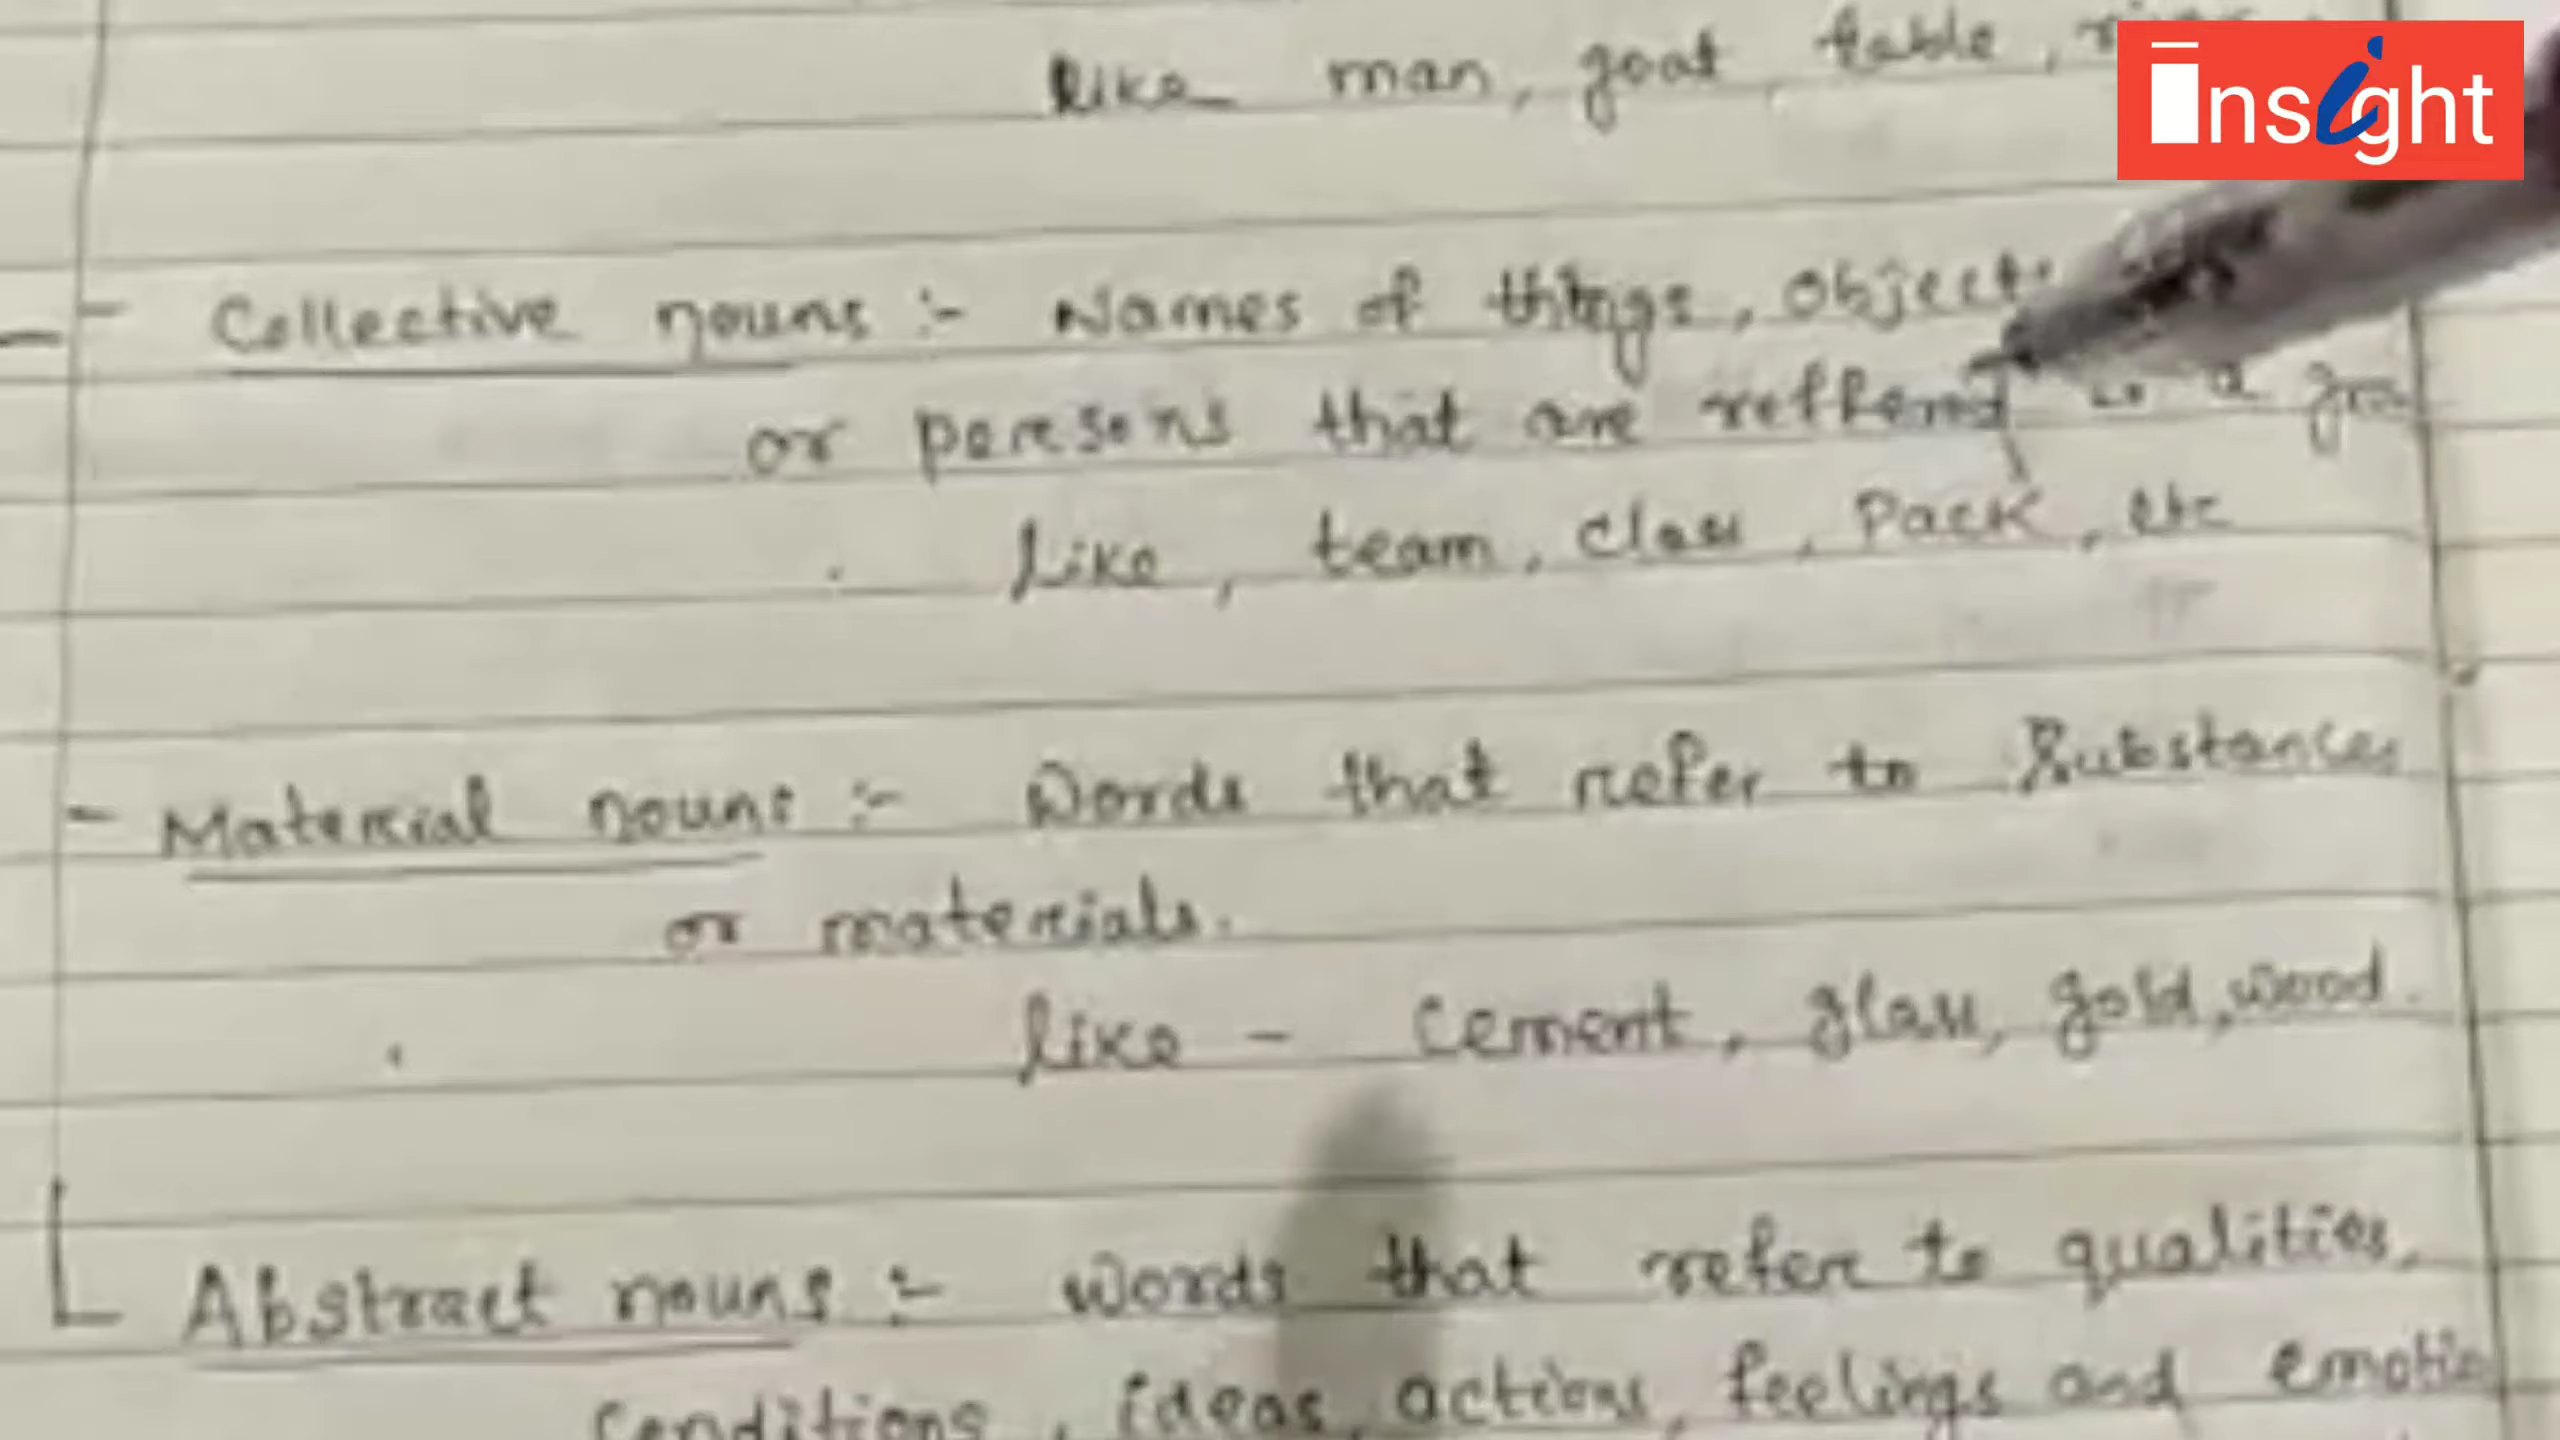 like man, goat, table,
Insight
- Collective nouns :- Names of things, objects
or persons that are reffered to a
like, team, class, pack, etc
- Material nouns :- Words that refer to Substances
or materials.
like - cement, glass, gold, wood.
Abstract nouns :- words that refer to qualities,
conditions, ideas, actions, feelings and